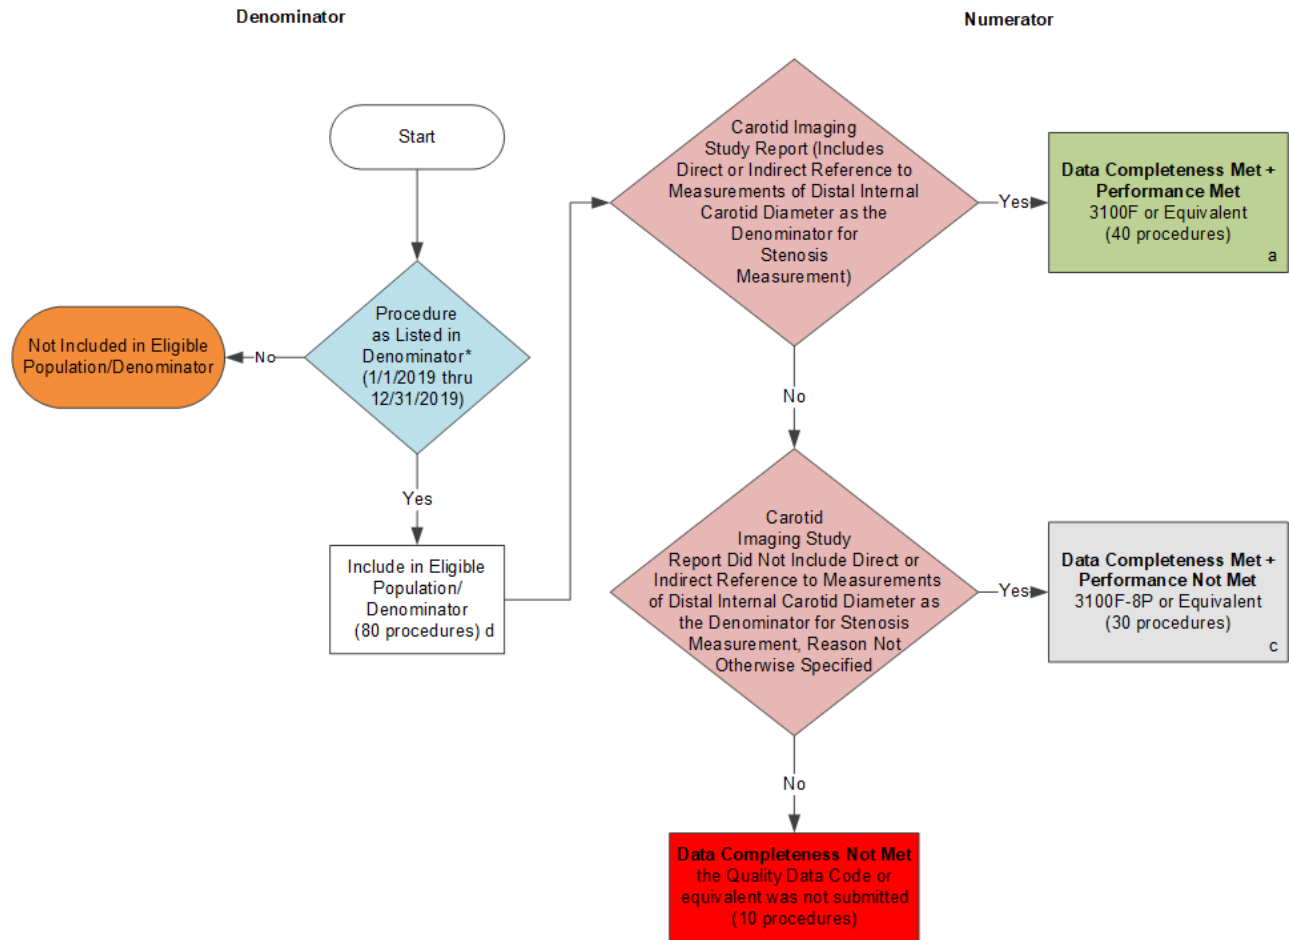 Denominator
Numerator
Start
Procedure
as Listed in
Denominator*
(1/1/2019 thru
12/31/2019)
No
Not Included in Eligible
Population/Denominator
Yes
Include in Eligible
Population/
Denominator
(80 procedures) d
Carotid Imaging
Study Report (Includes
Direct or Indirect Reference to
Measurements of Distal Internal
Carotid Diameter as the
Denominator for
Stenosis
Measurement)
Yes
Data Completeness Met +
Performance Met
3100F or Equivalent
(40 procedures)
a
No
Carotid
Imaging Study
Report Did Not Include Direct or
Indirect Reference to Measurements
of Distal Internal Carotid Diameter as
the Denominator for Stenosis
Measurement, Reason Not
Otherwise Specified
Yes
Data Completeness Met +
Performance Not Met
3100F-8P or Equivalent
(30 procedures)
c
No
Data Completeness Not Met
the Quality Data Code or
equivalent was not submitted
(10 procedures)